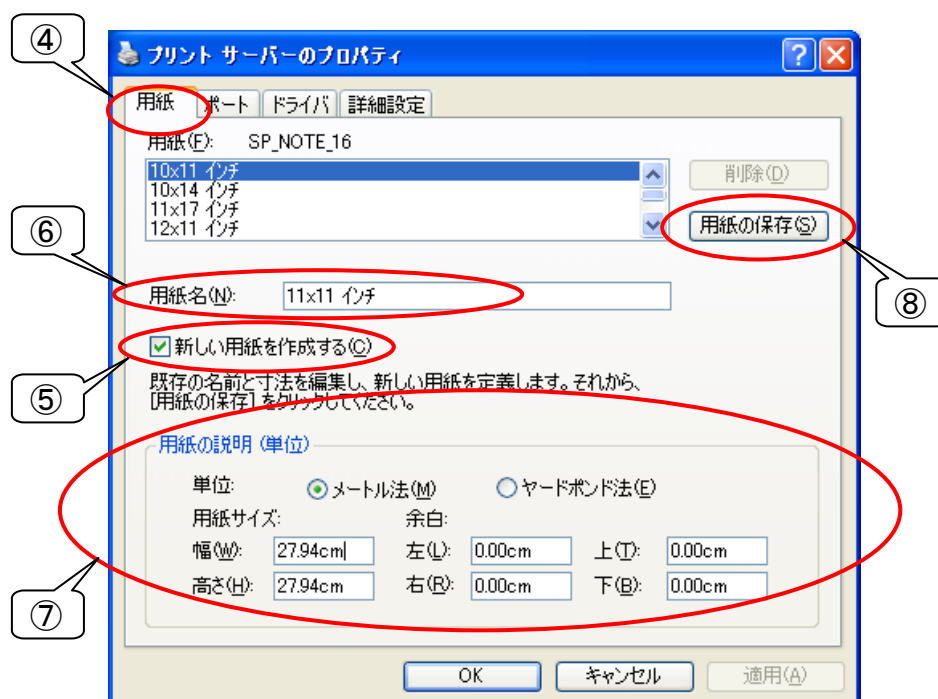 ④
プリント サーバーのプロパティ
用紙 ポート ドライバ 詳細設定
用紙(F): SP_NOTE_16
10x11 インチ
10x14 インチ
11x17 インチ
12x11 インチ
削除(D)
用紙の保存(S)
⑥
⑧
用紙名(N): 11x11 インチ
新しい用紙を作成する(C)
⑤
既存の名前と寸法を編集し、新しい用紙を定義します。それから、
[用紙の保存] をクリックしてください。
用紙の説明 (単位)
単位: メートル法(M) ヤードポンド法(E)
用紙サイズ: 余白:
幅(W): 27.94cm 左(L): 0.00cm 上(T): 0.00cm
高さ(H): 27.94cm 右(R): 0.00cm 下(B): 0.00cm
⑦
OK キャンセル 適用(A)